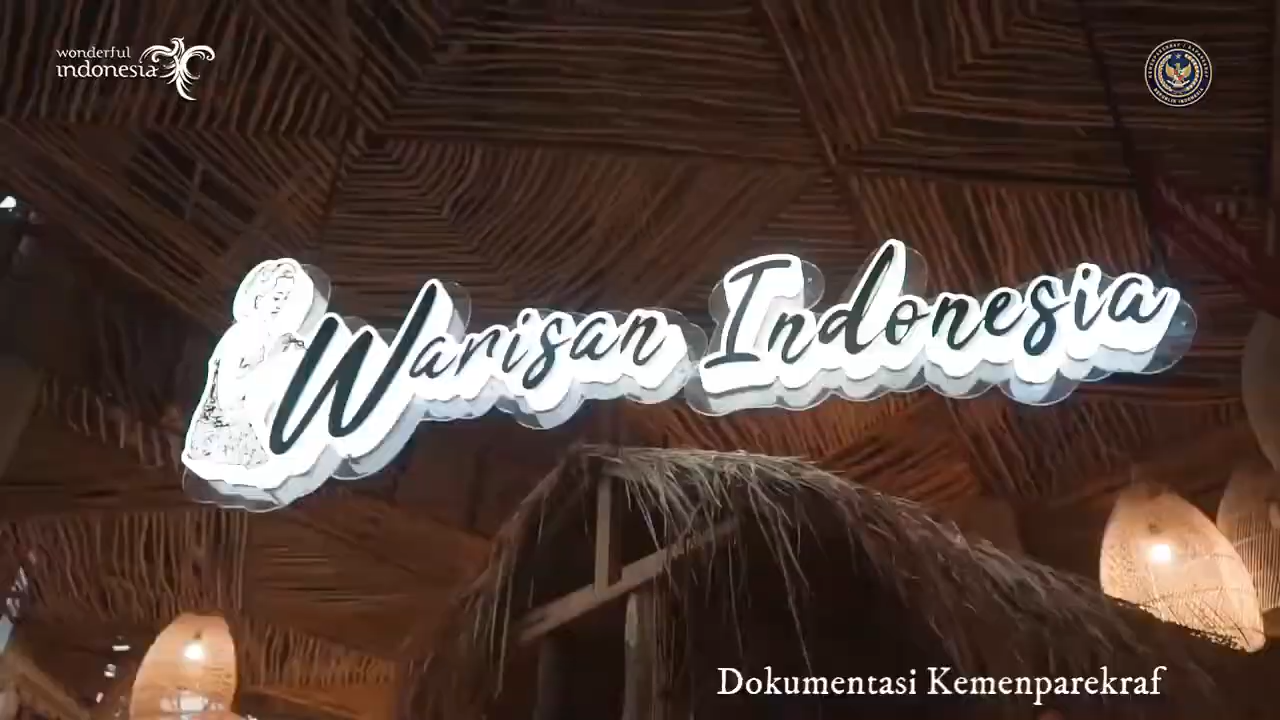 wonderful
indonesia
Warisan Indonesia
Dokumentasi Kemenparekraf